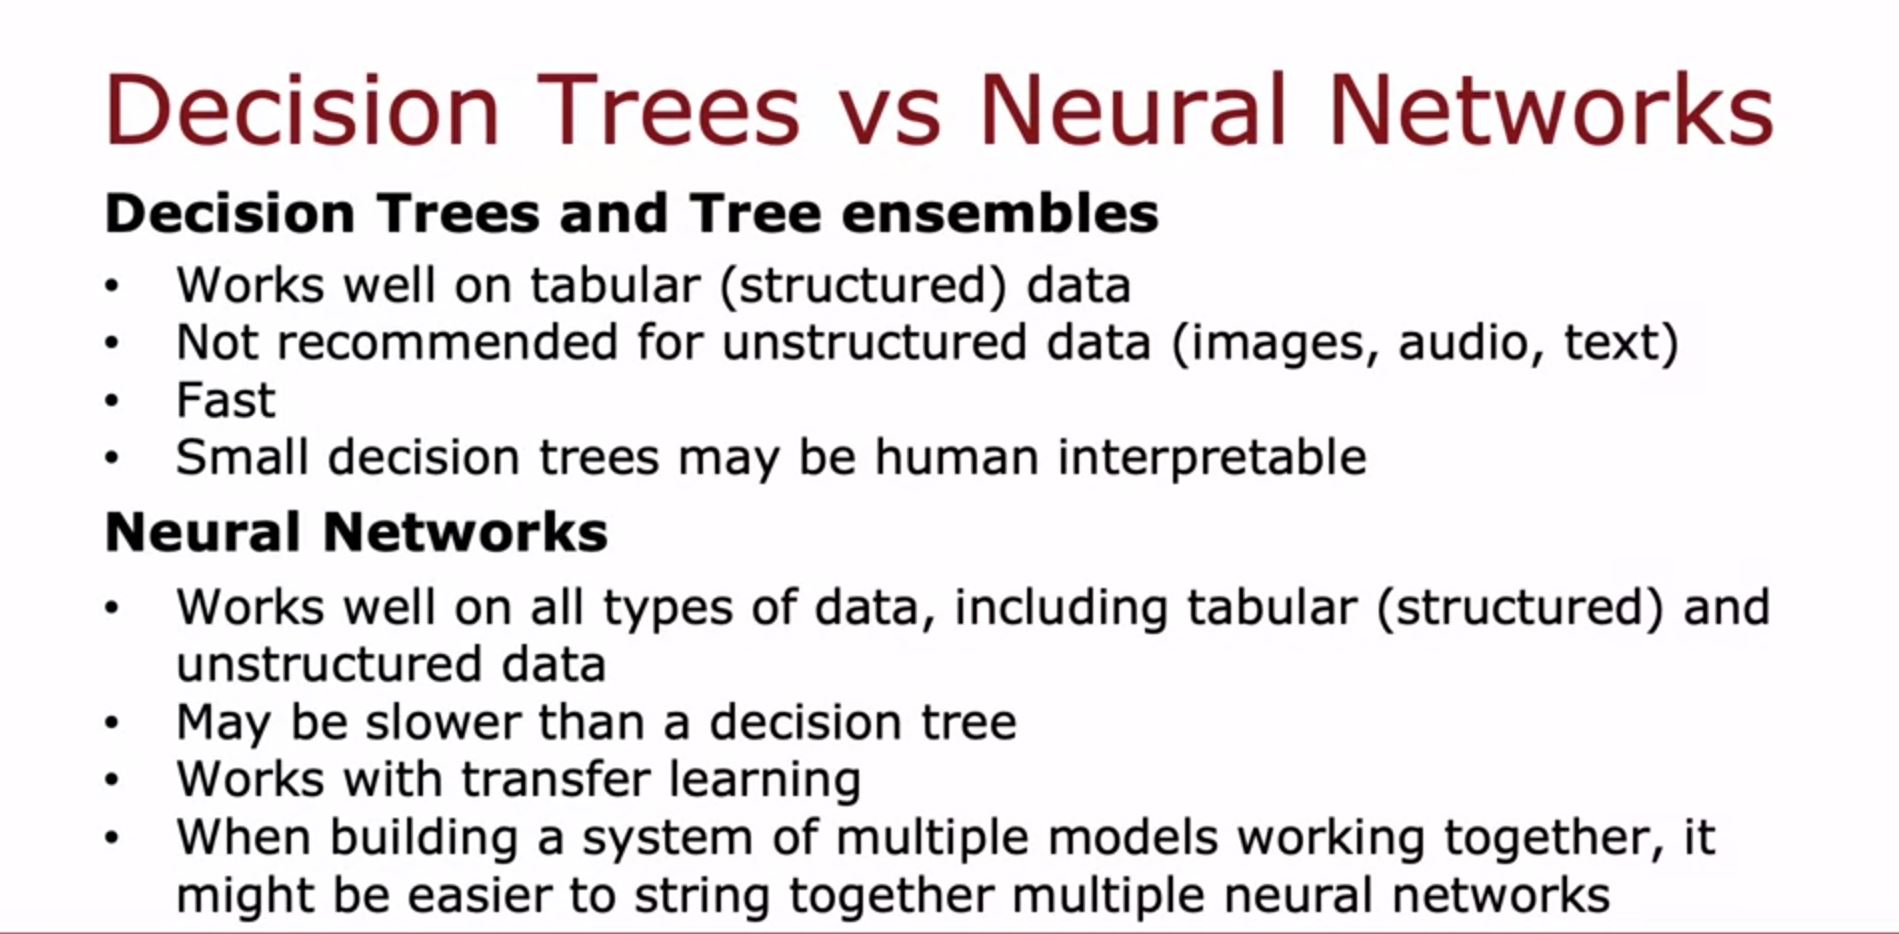 Decision Trees vs Neural Networks
Decision Trees and Tree ensembles
• Works well on tabular (structured) data
• Not recommended for unstructured data (images, audio, text)
• Fast
• Small decision trees may be human interpretable
Neural Networks
• Works well on all types of data, including tabular (structured) and
unstructured data
• May be slower than a decision tree
• Works with transfer learning
• When building a system of multiple models working together, it
might be easier to string together multiple neural networks